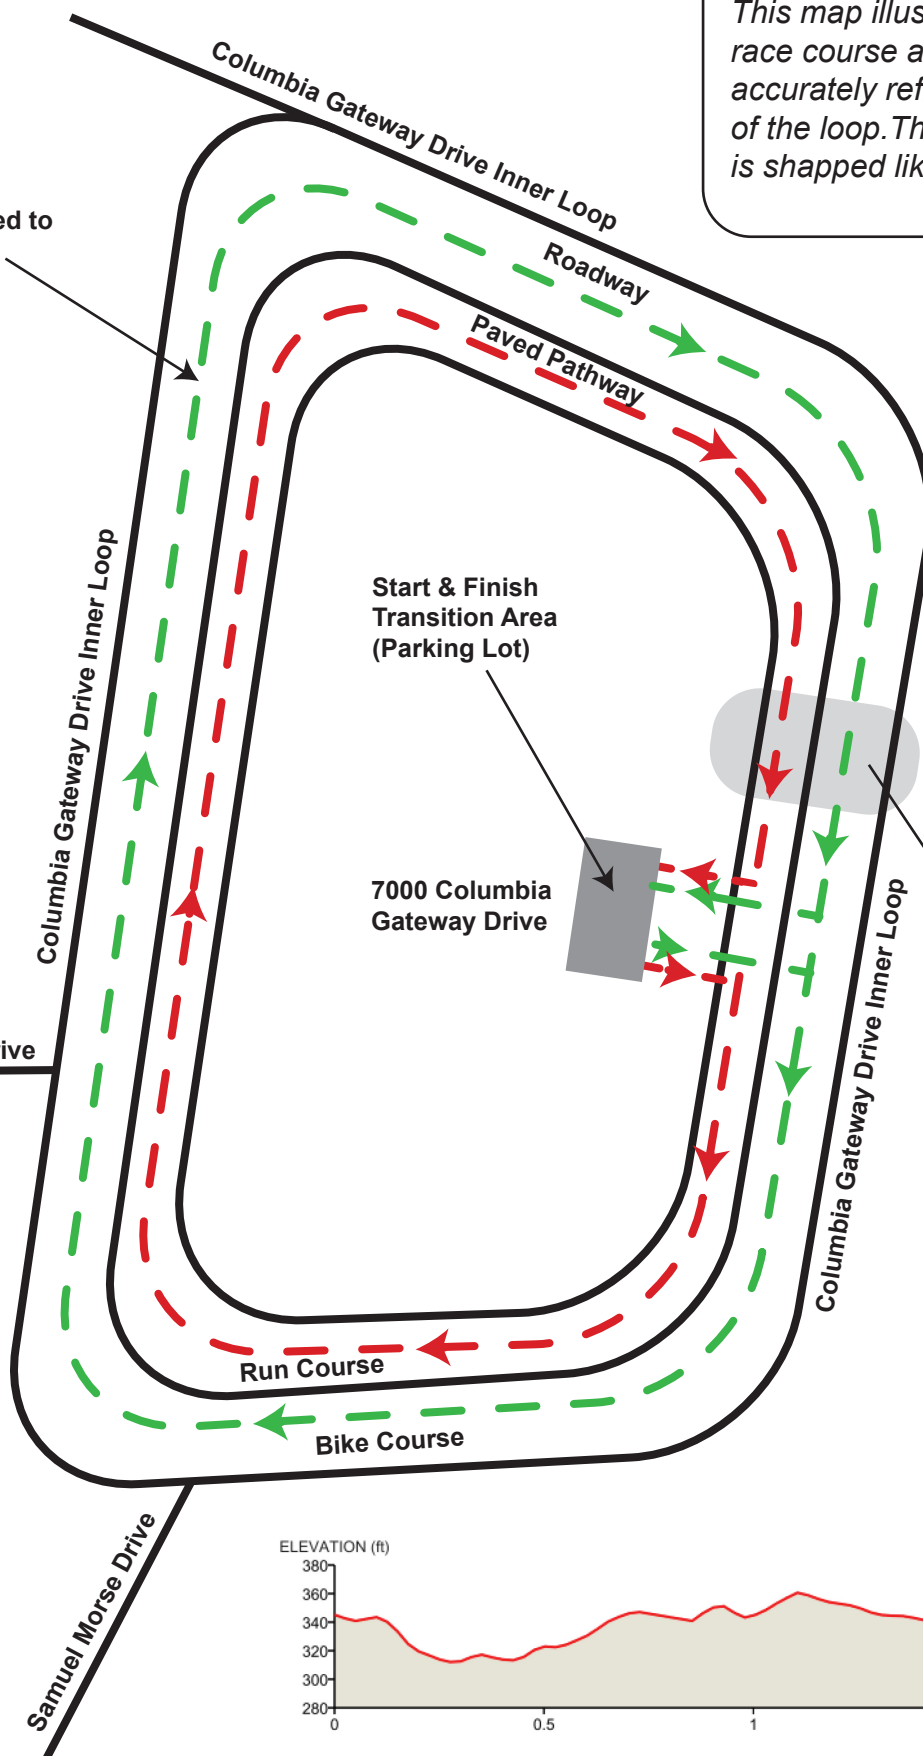 This map illus
race course a
accurately ref
of the loop.Th
is shapped lik
Columbia Gateway Drive Inner Loop
ed to
Roadway
Paved Pathway
Columbia Gateway Drive Inner Loop
Start & Finish
Transition Area
(Parking Lot)
7000 Columbia
Gateway Drive
Columbia Gateway Drive Inner Loop
ive
Run Course
Bike Course
Samuel Morse Drive
ELEVATION (ft)
380
360
340
320
300
280
0 0.5 1